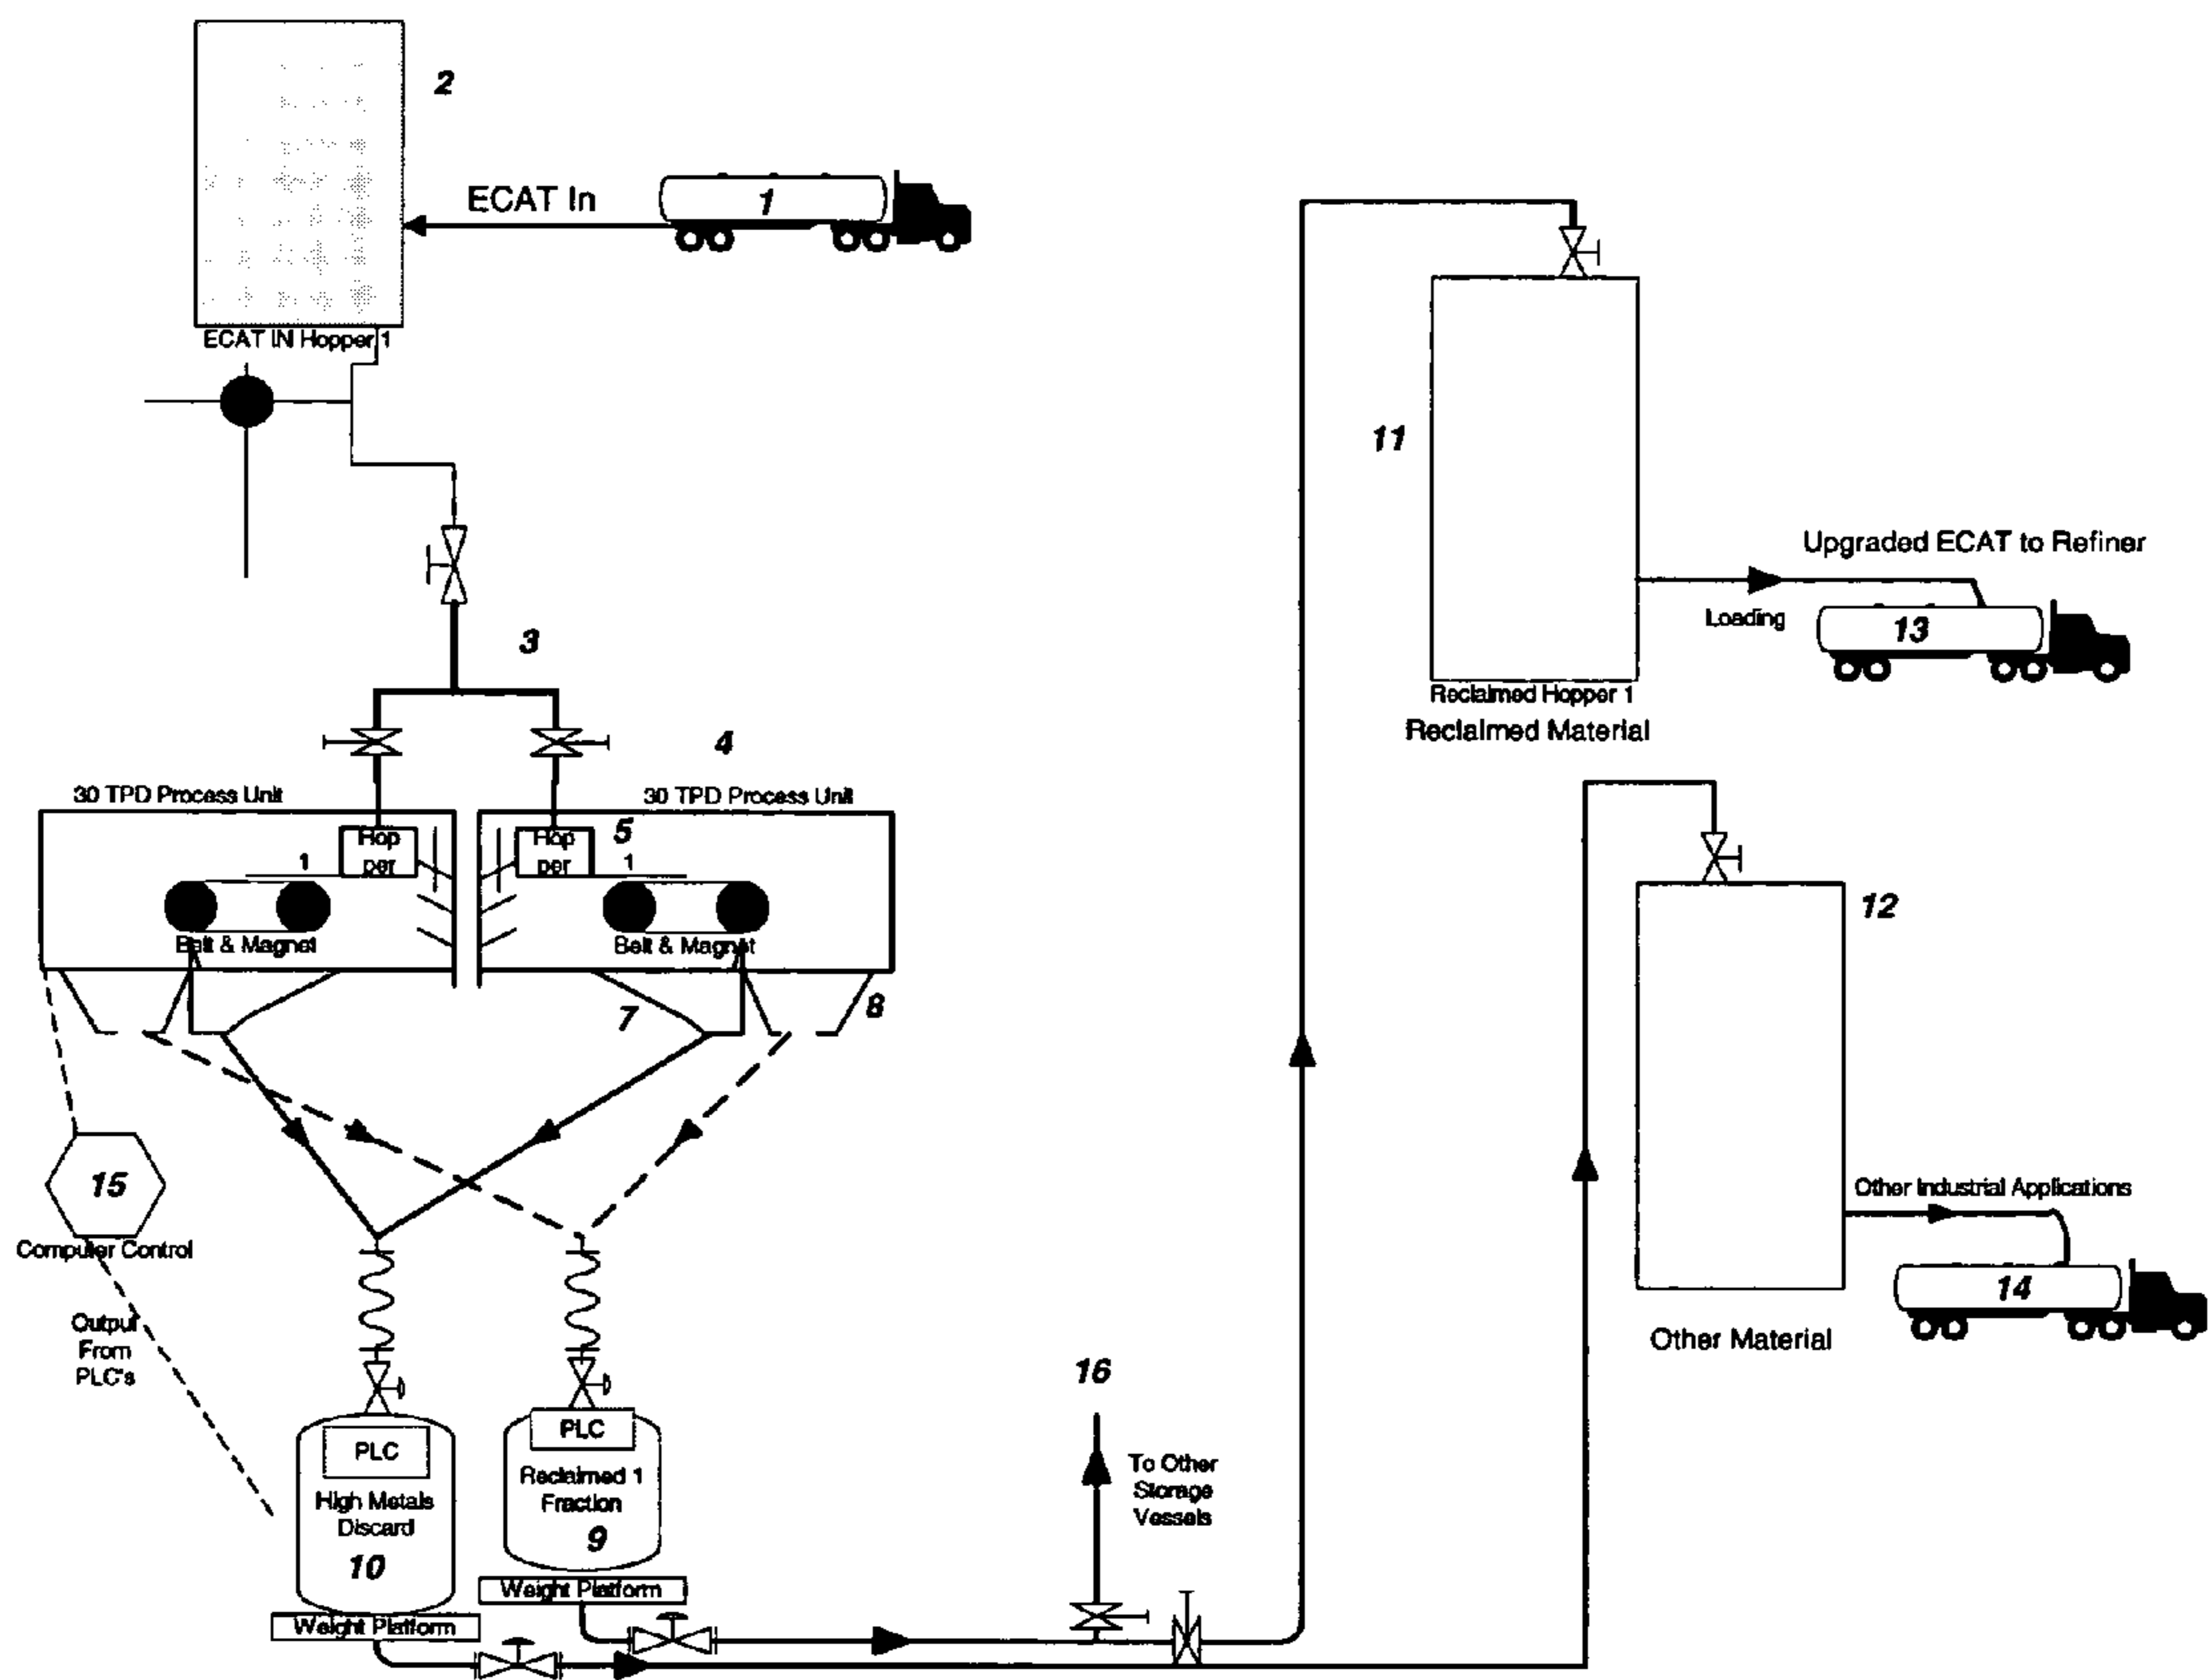 2
ECAT In
1
ECAT IN Hopper 1
3
4
30 TPD Process Unit
30 TPD Process Unit
Hop
per
1
Hop
per
5
1
Belt & Magnet
Belt & Magnet
7
8
15
Computer Control
Output
From
PLC's
PLC
High Metals
Discard
10
Weight Platform
PLC
Reclaimed 1
Fraction
9
Weight Platform
16
To Other
Storage
Vessels
11
Reclaimed Hopper 1
Reclaimed Material
Upgraded ECAT to Refiner
Loading
13
12
Other Industrial Applications
14
Other Material